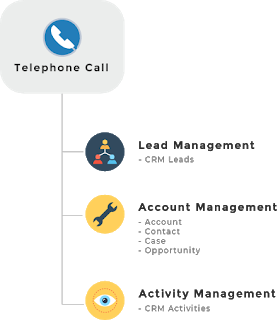 Telephone Call
Lead Management
- CRM Leads
Account Management
- Account
- Contact
- Case
- Opportunity
Activity Management
- CRM Activities